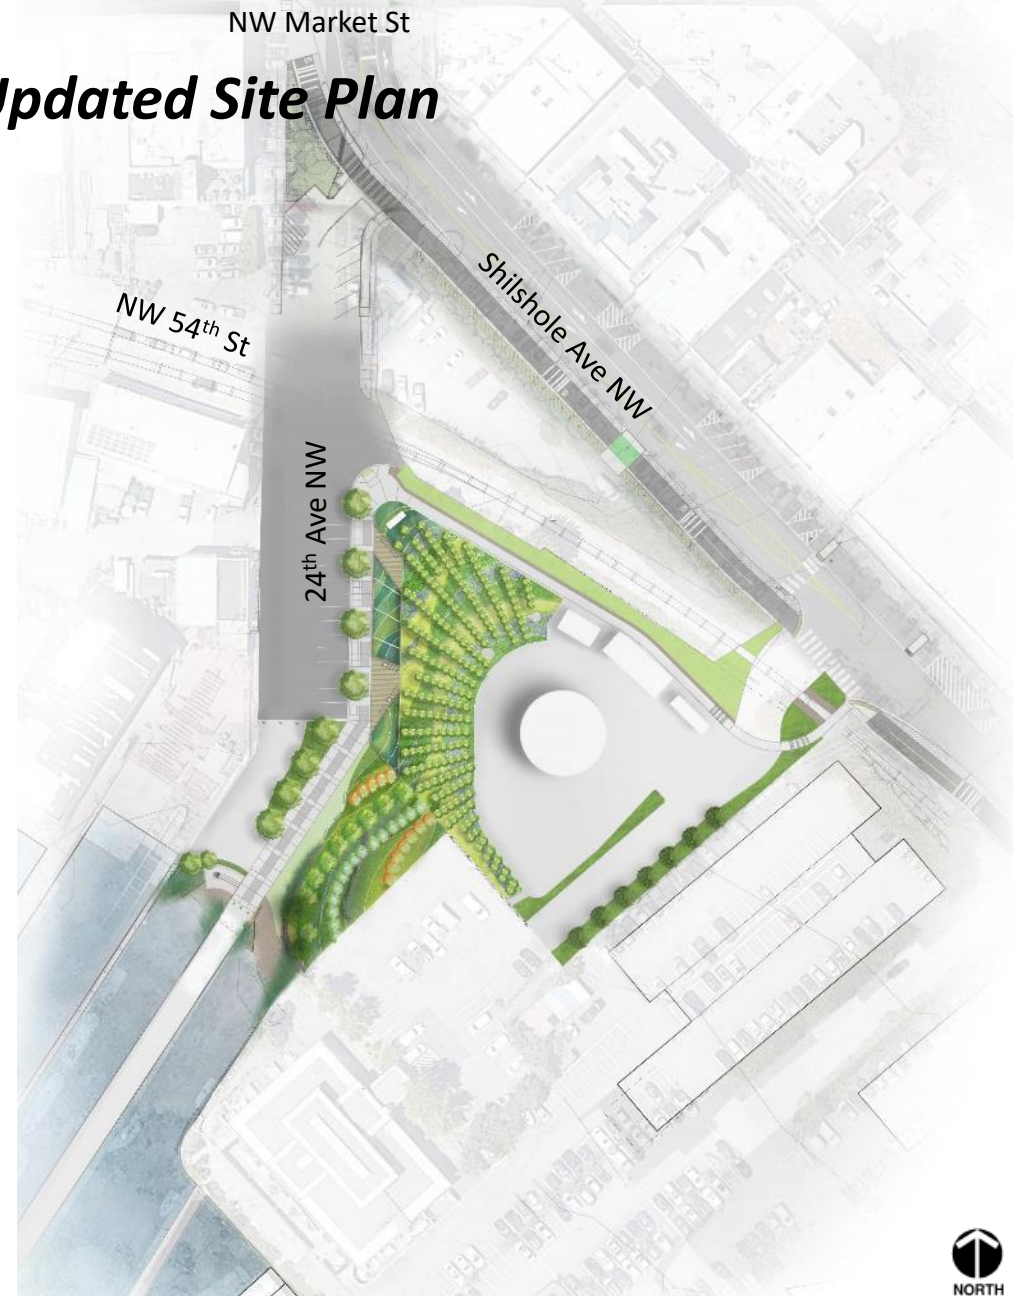 NW Market St
Updated Site Plan
Shilshole Ave NW
NW 54th St
24th Ave NW
NORTH